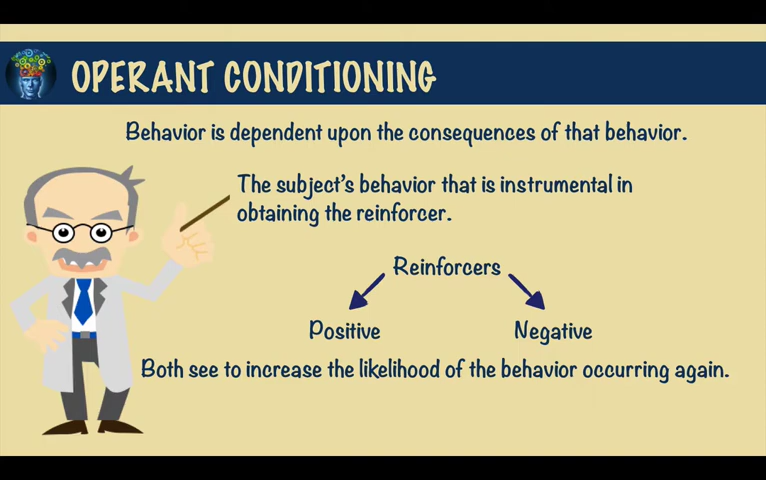 OPERANT CONDITIONING
Behavior is dependent upon the consequences of that behavior.
The subject's behavior that is instrumental in
obtaining the reinforcer.
Reinforcers
Positive
Negative
Both see to increase the likelihood of the behavior occurring again.